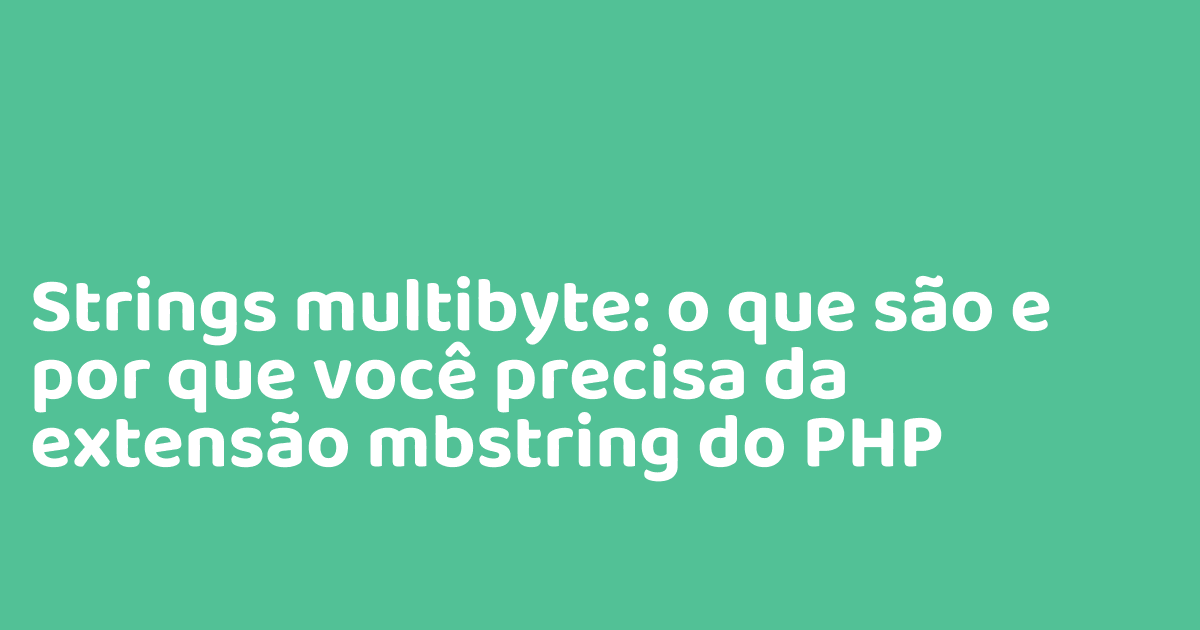 Strings multibyte: o que são e
por que você precisa da
extensão mbstring do PHP